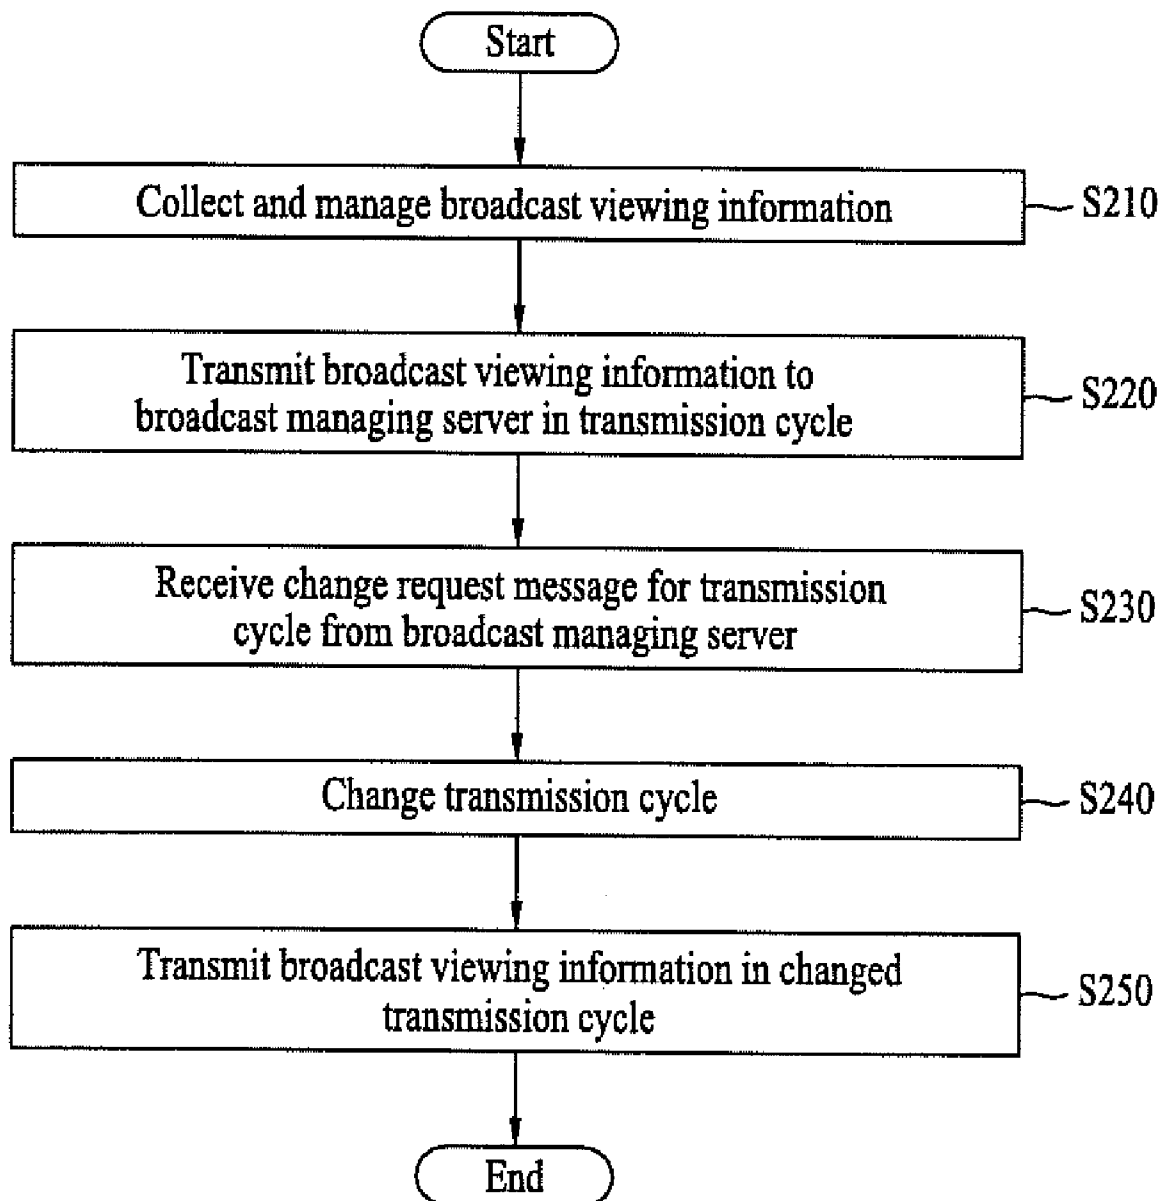 Start
Collect and manage broadcast viewing information
S210
Transmit broadcast viewing information to
broadcast managing server in transmission cycle
S220
Receive change request message for transmission
cycle from broadcast managing server
S230
Change transmission cycle
S240
Transmit broadcast viewing information in changed
transmission cycle
S250
End